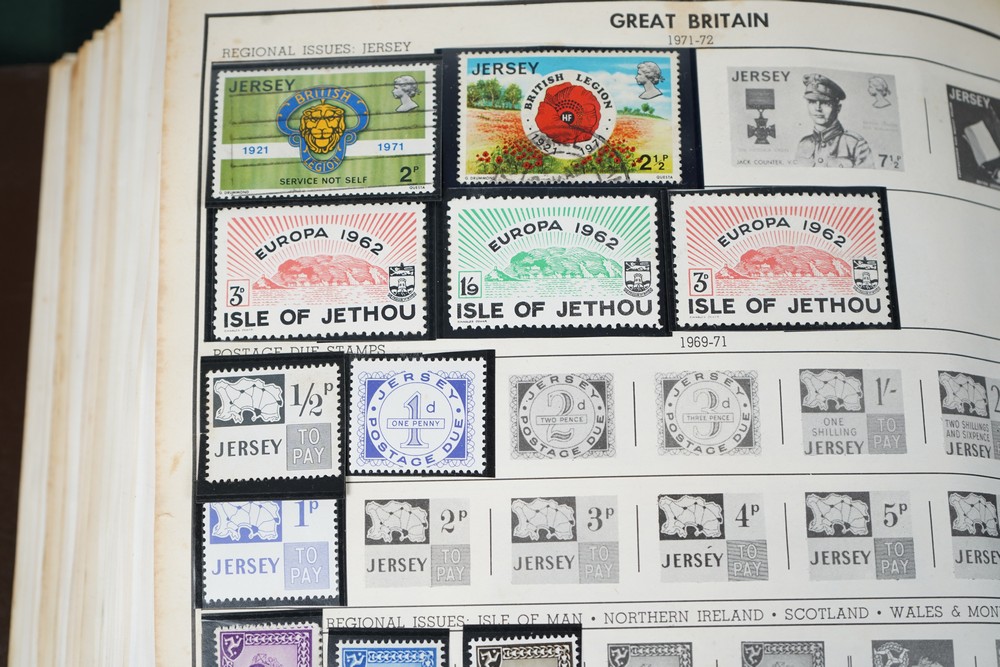 GREAT BRITAIN
1971-72
REGIONAL ISSUES: JERSEY
JERSEY
BRITISH
LEGION
1921 1971
SERVICE NOT SELF 2P
JERSEY
BRITISH LEGION
HF
1921-1971
2½P
JERSEY
JACK COUNTER, V.C.
7½
JERSEY
EUROPA 1962
3D
ISLE OF JETHOU
EUROPA 1962
1/9
ISLE OF JETHOU
EUROPA 1962
3D
ISLE OF JETHOU
POSTAGE DUE STAMPS
1969-71
½P
JERSEY
TO
PAY
JERSEY
1d
ONE PENNY
POSTAGE DUE
JERSEY
2d
TWO PENCE
POSTAGE DUE
JERSEY
3d
THREE PENCE
POSTAGE DUE
1/-
ONE
SHILLING
JERSEY
TO
PAY
TWO SHILLINGS
AND SIXPENCE
JERSEY
1P
JERSEY
TO
PAY
2P
JERSEY
TO
PAY
3P
JERSEY
TO
PAY
4P
JERSEY
TO
PAY
5P
JERSEY
TO
PAY
JERSEY
REGIONAL ISSUES: ISLE OF MAN • NORTHERN IRELAND • SCOTLAND • WALES & MON